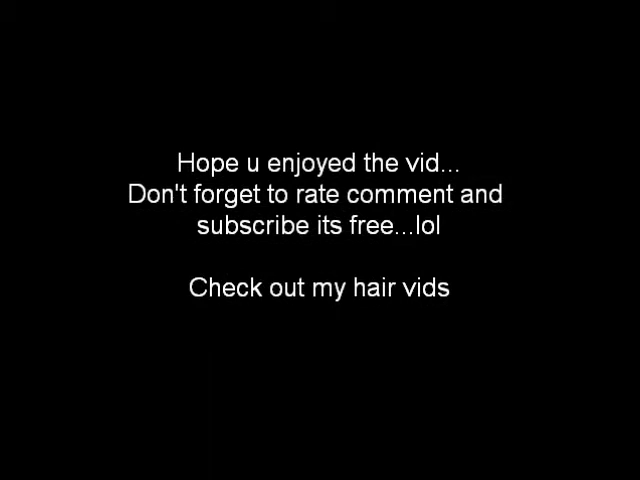 Hope u enjoyed the vid...
Don't forget to rate comment and
subscribe its free...lol
Check out my hair vids